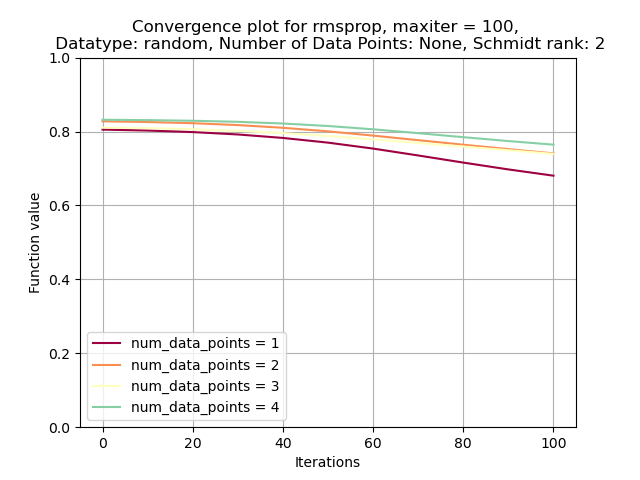 Convergence plot for rmsprop, maxiter = 100,
Datatype: random, Number of Data Points: None, Schmidt rank: 2
1.0
0.8
0.6
0.4
0.2
0.0
Function value
num_data_points = 1
num_data_points = 2
num_data_points = 3
num_data_points = 4
0 20 40 60 80 100
Iterations